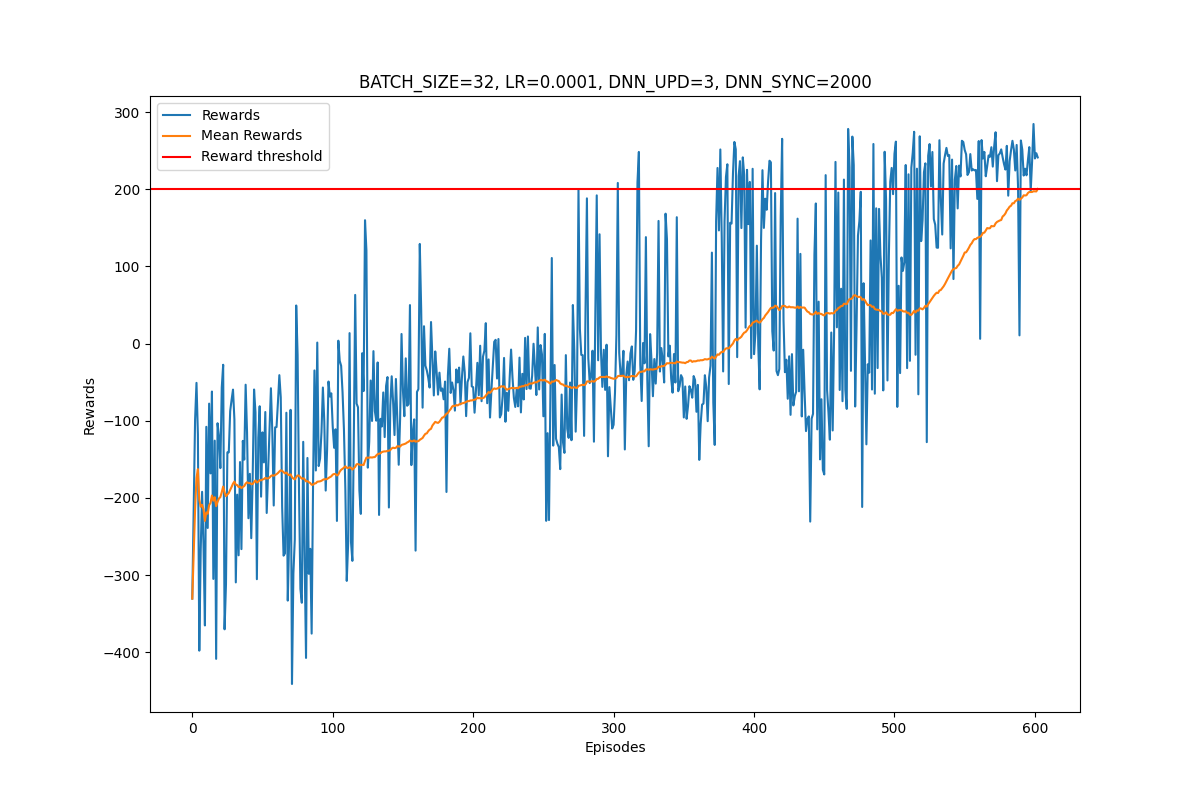 BATCH_SIZE=32, LR=0.0001, DNN_UPD=3, DNN_SYNC=2000
Rewards
Mean Rewards
Reward threshold
300
200
100
0
−100
−200
−300
−400
Rewards
0 100 200 300 400 500 600
Episodes